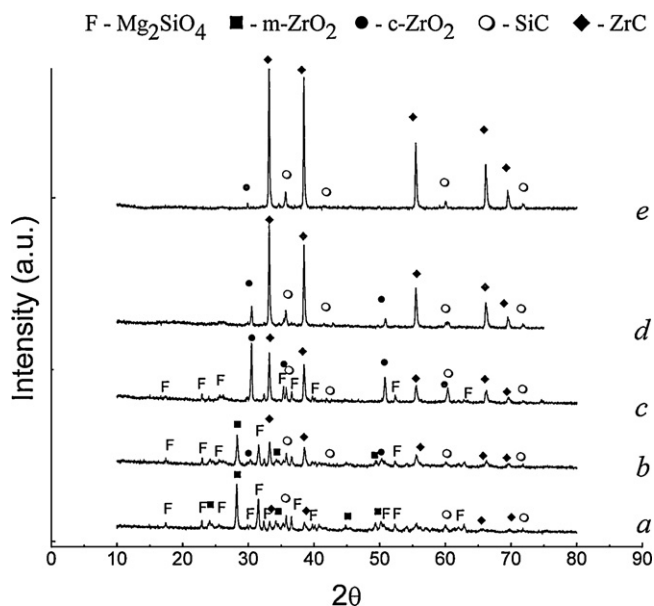 F - Mg₂SiO₄ ■ - m-ZrO₂ ● - c-ZrO₂ ○ - SiC ◆ - ZrC
Intensity (a.u.)
e
d
F F F F F F F F
c
F F F F F
b
F F F F F F F F F F
a
0 10 20 30 40 50 60 70 80 90
2θ